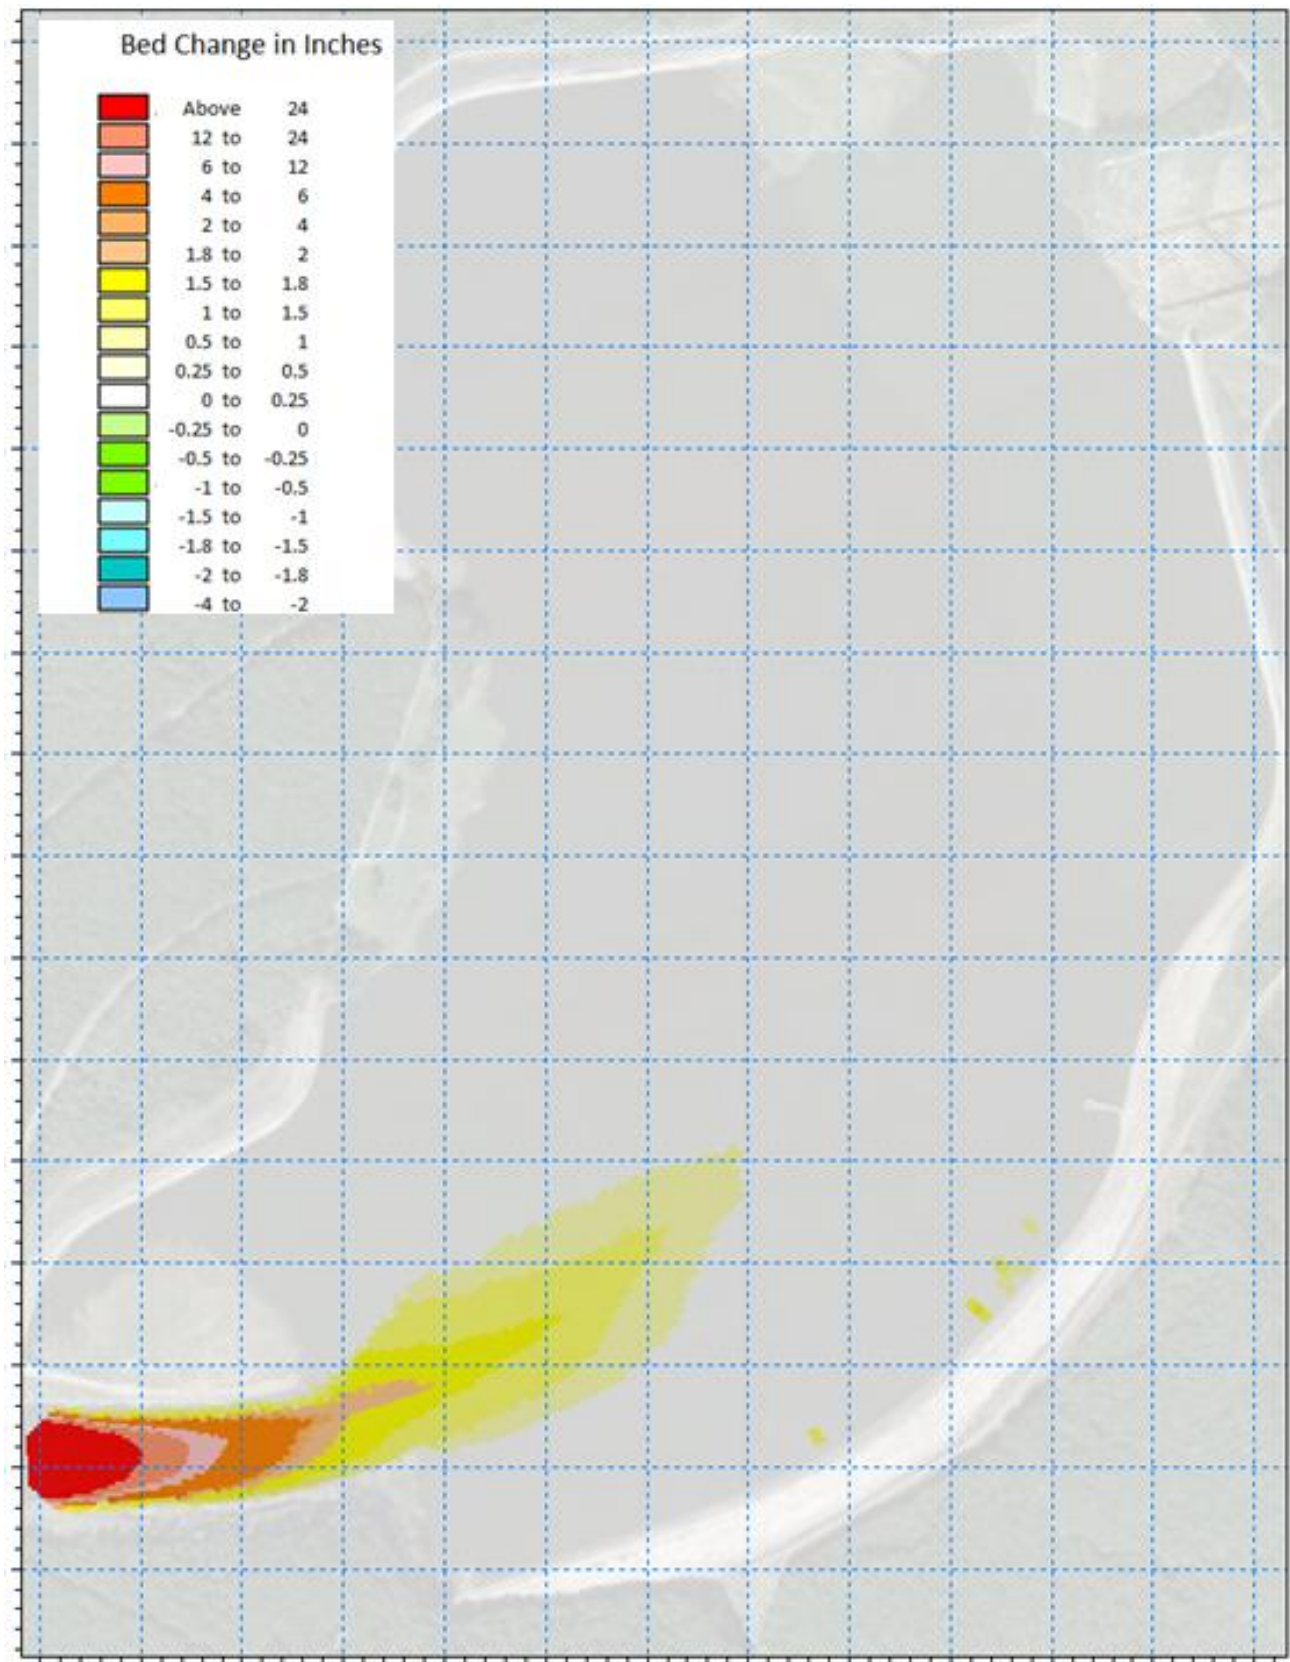 Bed Change in Inches
Above 24
12 to 24
6 to 12
4 to 6
2 to 4
1.8 to 2
1.5 to 1.8
1 to 1.5
0.5 to 1
0.25 to 0.5
0 to 0.25
-0.25 to 0
-0.5 to -0.25
-1 to -0.5
-1.5 to -1
-1.8 to -1.5
-2 to -1.8
-4 to -2